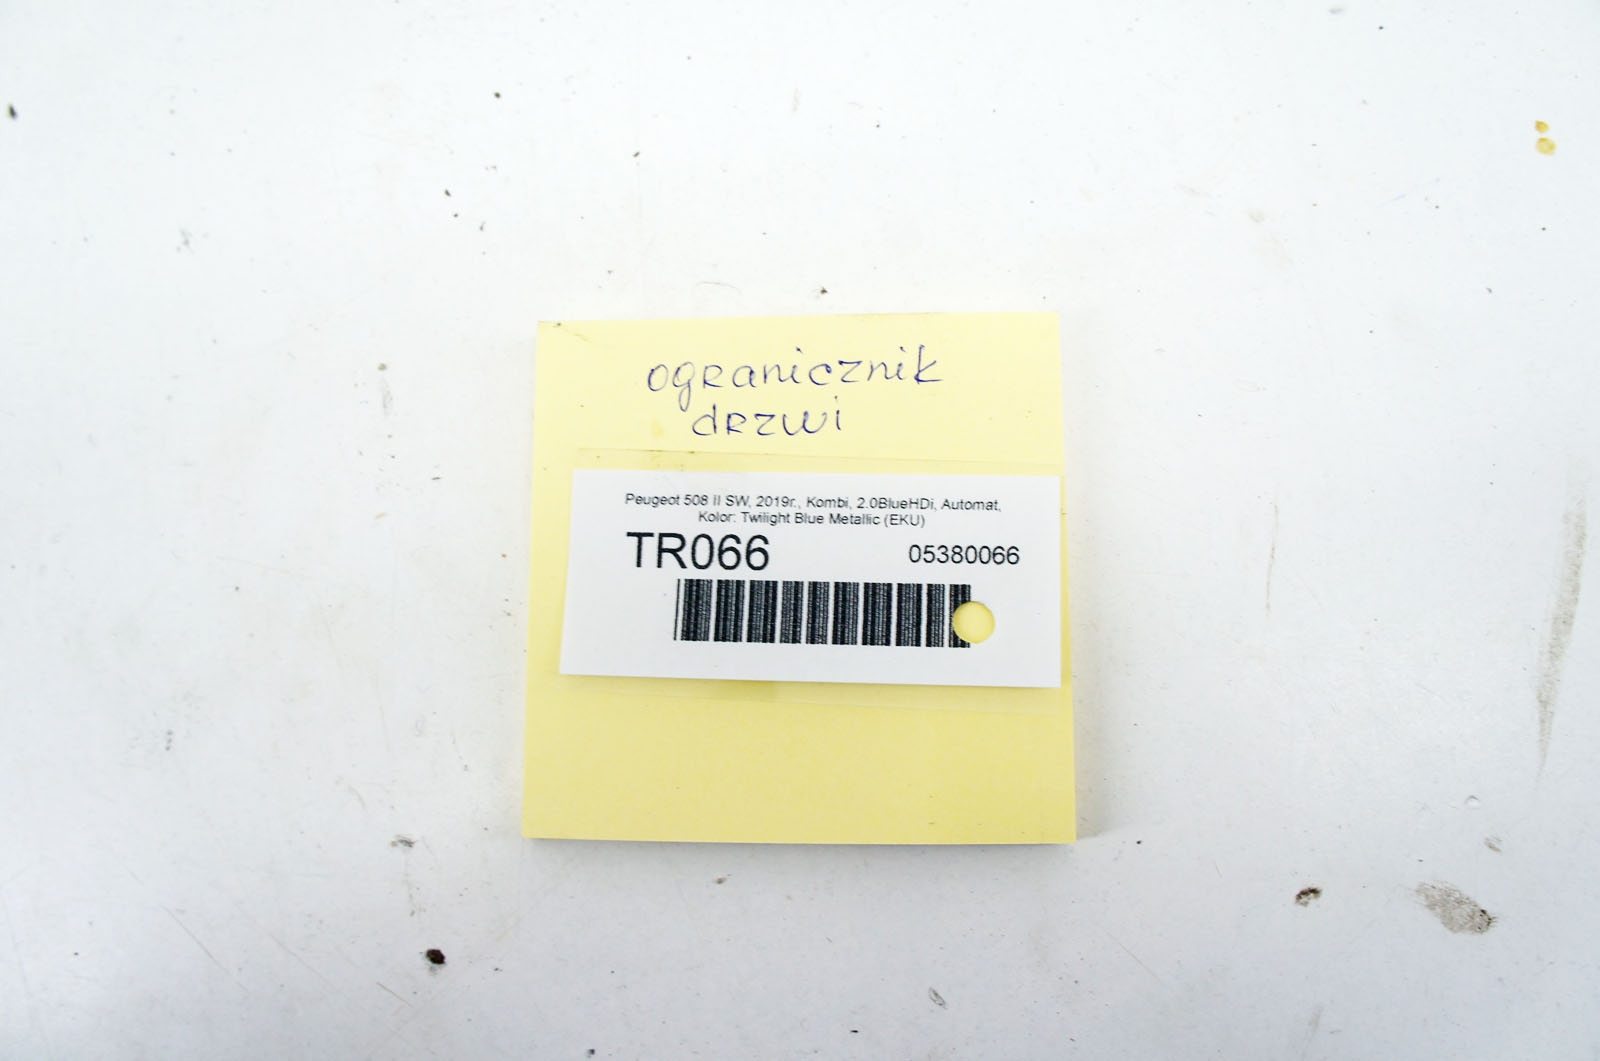 ogranicznik
drzwi
Peugeot 508 II SW, 2019r., Kombi, 2.0BlueHDi, Automat,
Kolor: Twilight Blue Metallic (EKU)
TR066 05380066